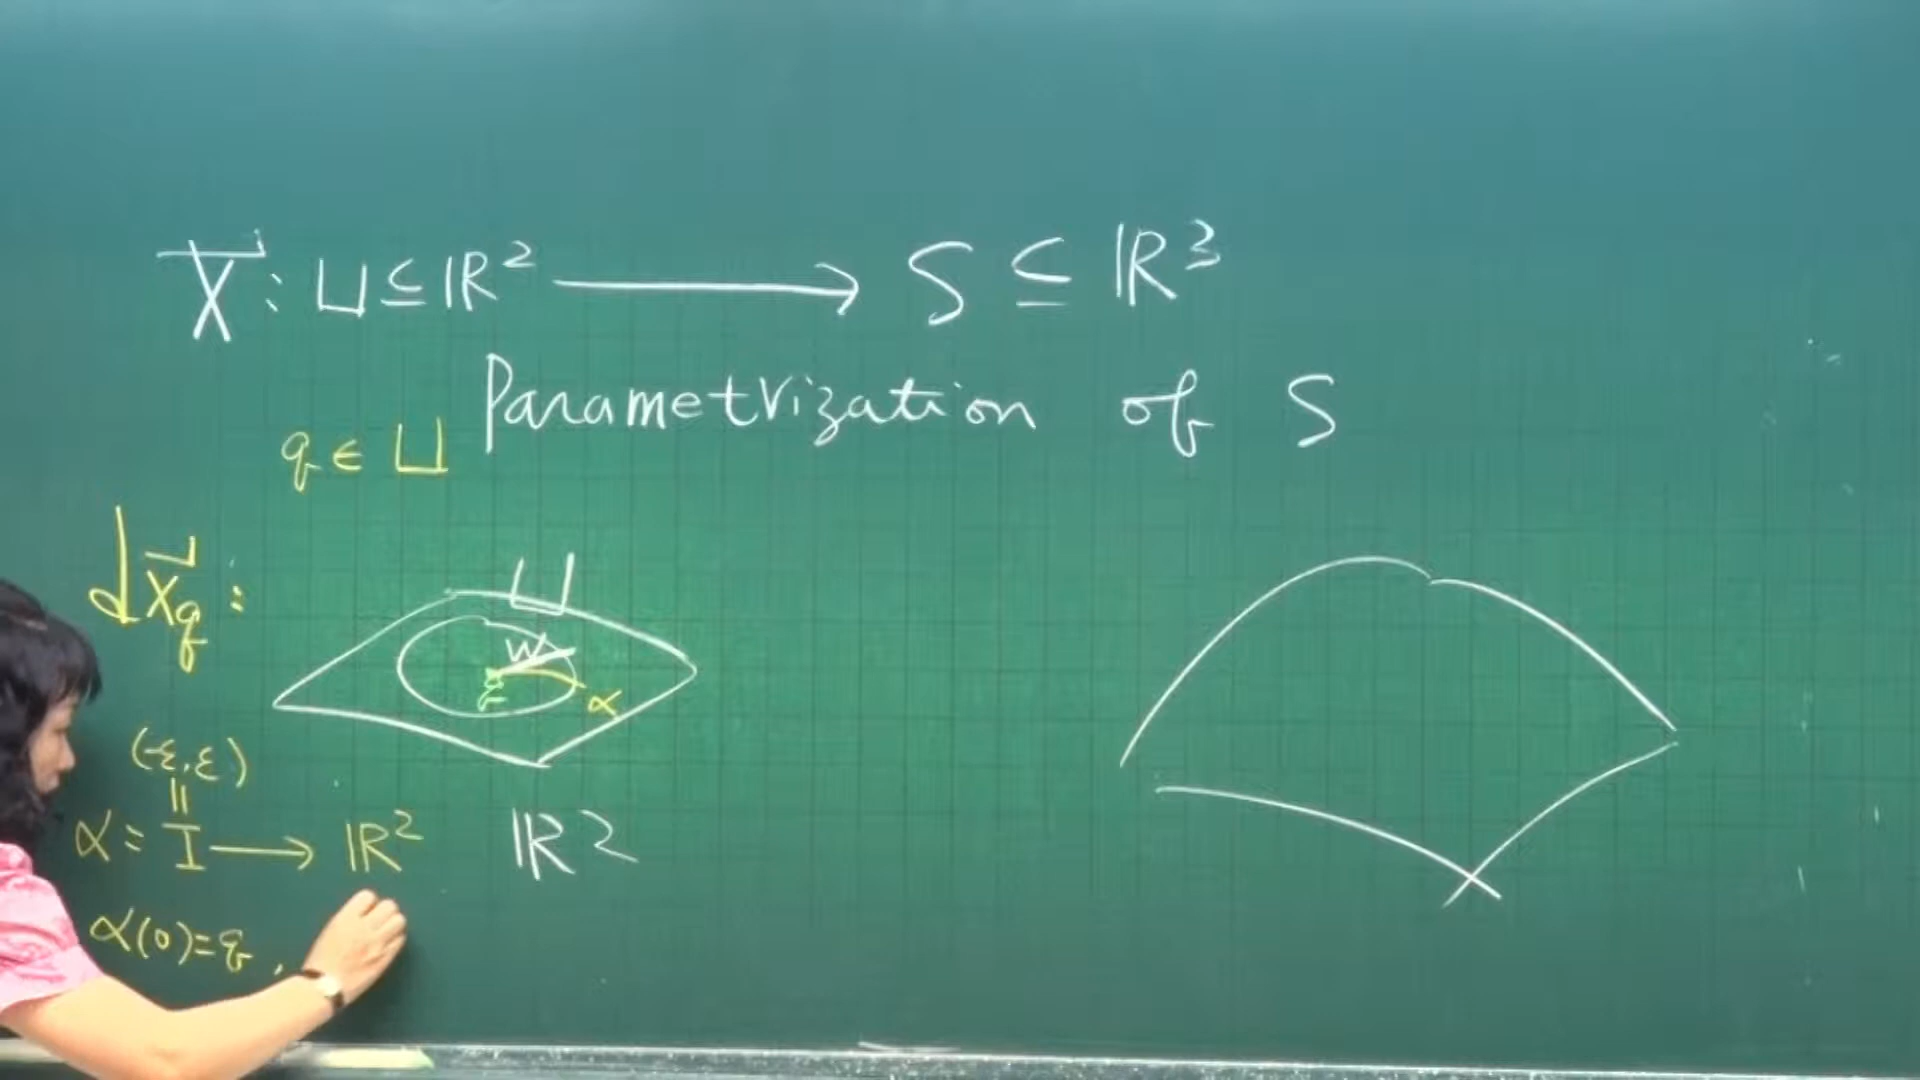 X⃗ : U ⊆ ℝ² ⟶ S ⊆ ℝ³
Parametrization of S
q ∈ U
dX⃗q :
U
w
q
α
(-ε, ε)
||
α : I ⟶ ℝ²
ℝ²
α(0) = q ,